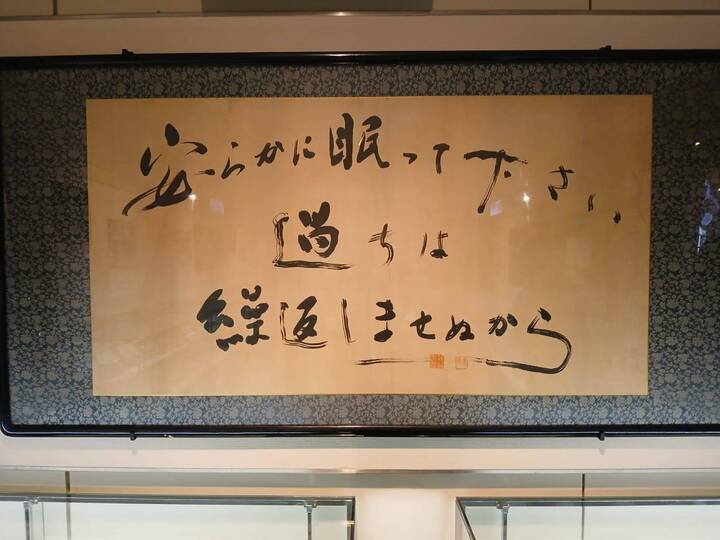 安らかに眠って下さい
過ちは
繰返しませぬから